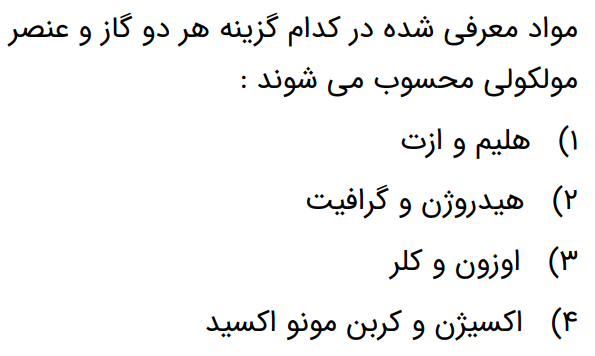 مواد معرفی شده در کدام گزینه هر دو گاز و عنصر
مولکولی محسوب می شوند :
۱) هلیم و ازت
۲) هیدروژن و گرافیت
۳) اوزون و کلر
۴) اکسیژن و کربن مونو اکسید